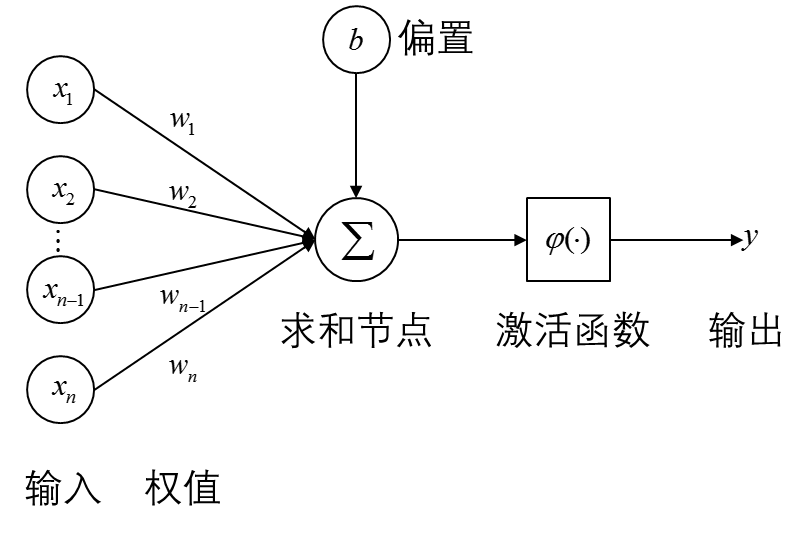 b 偏置
x₁
w₁
x₂
w₂
⋮
∑
φ(·)
y
xₙ₋₁
wₙ₋₁
求和节点 激活函数 输出
xₙ
wₙ
输入 权值